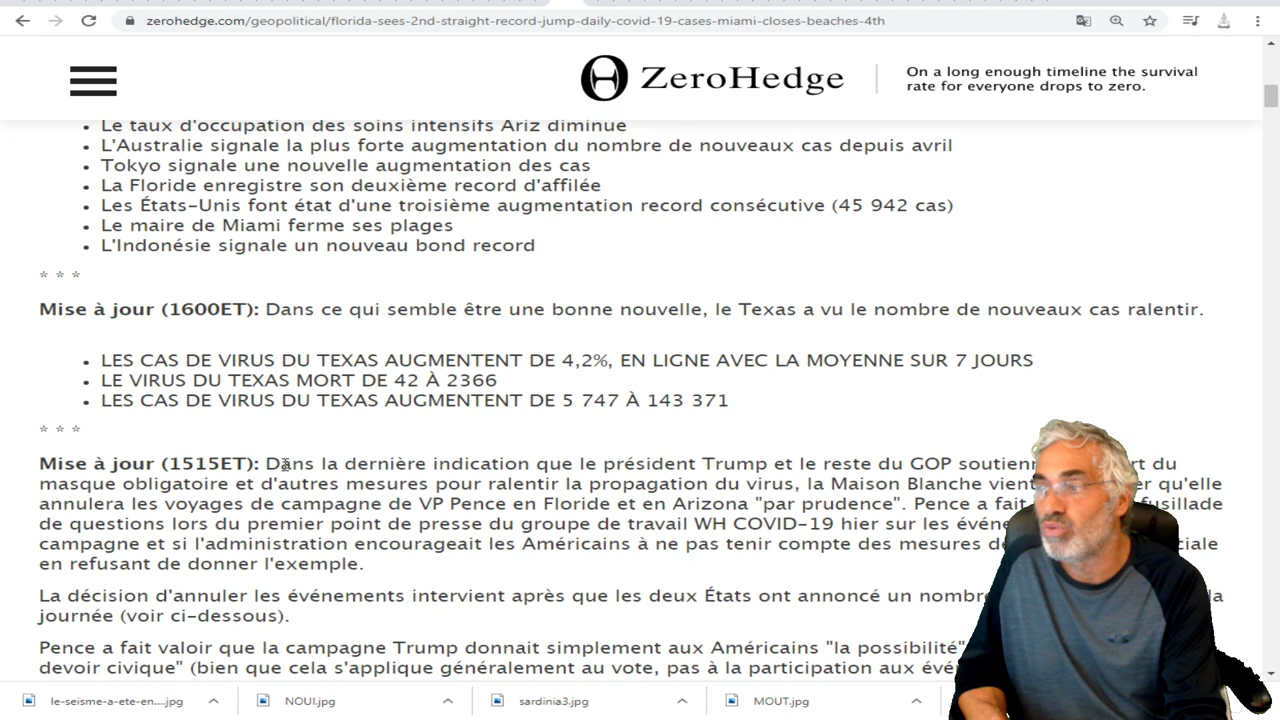 zerohedge.com/geopolitical/florida-sees-2nd-straight-record-jump-daily-covid-19-cases-miami-closes-beaches-4th
ZeroHedge
On a long enough timeline the survival
rate for everyone drops to zero.
Le taux d'occupation des soins intensifs Ariz diminue
L'Australie signale la plus forte augmentation du nombre de nouveaux cas depuis avril
Tokyo signale une nouvelle augmentation des cas
La Floride enregistre son deuxième record d'affilée
Les États-Unis font état d'une troisième augmentation record consécutive (45 942 cas)
Le maire de Miami ferme ses plages
L'Indonésie signale un nouveau bond record
* * *
Mise à jour (1600ET): Dans ce qui semble être une bonne nouvelle, le Texas a vu le nombre de nouveaux cas ralentir.
LES CAS DE VIRUS DU TEXAS AUGMENTENT DE 4,2%, EN LIGNE AVEC LA MOYENNE SUR 7 JOURS
LE VIRUS DU TEXAS MORT DE 42 À 2366
LES CAS DE VIRUS DU TEXAS AUGMENTENT DE 5 747 À 143 371
* * *
Mise à jour (1515ET): Dans la dernière indication que le président Trump et le reste du GOP du
masque obligatoire et d'autres mesures pour ralentir la propagation du virus, la Maison Blanche qu'elle
annulera les voyages de campagne de VP Pence en Floride et en Arizona "par prudence". Pence a fait
de questions lors du premier point de presse du groupe de travail WH COVID-19 hier sur les
campagne et si l'administration encourageait les Américains à ne pas tenir compte des mesures
en refusant de donner l'exemple.
La décision d'annuler les événements intervient après que les deux États ont annoncé un la
journée (voir ci-dessous).
Pence a fait valoir que la campagne Trump donnait simplement aux Américains "la possibilité"
devoir civique" (bien que cela s'applique généralement au vote, pas à la participation aux
le-seisme-a-ete-en....jpg
NOUI.jpg
sardinia3.jpg
MOUT.jpg